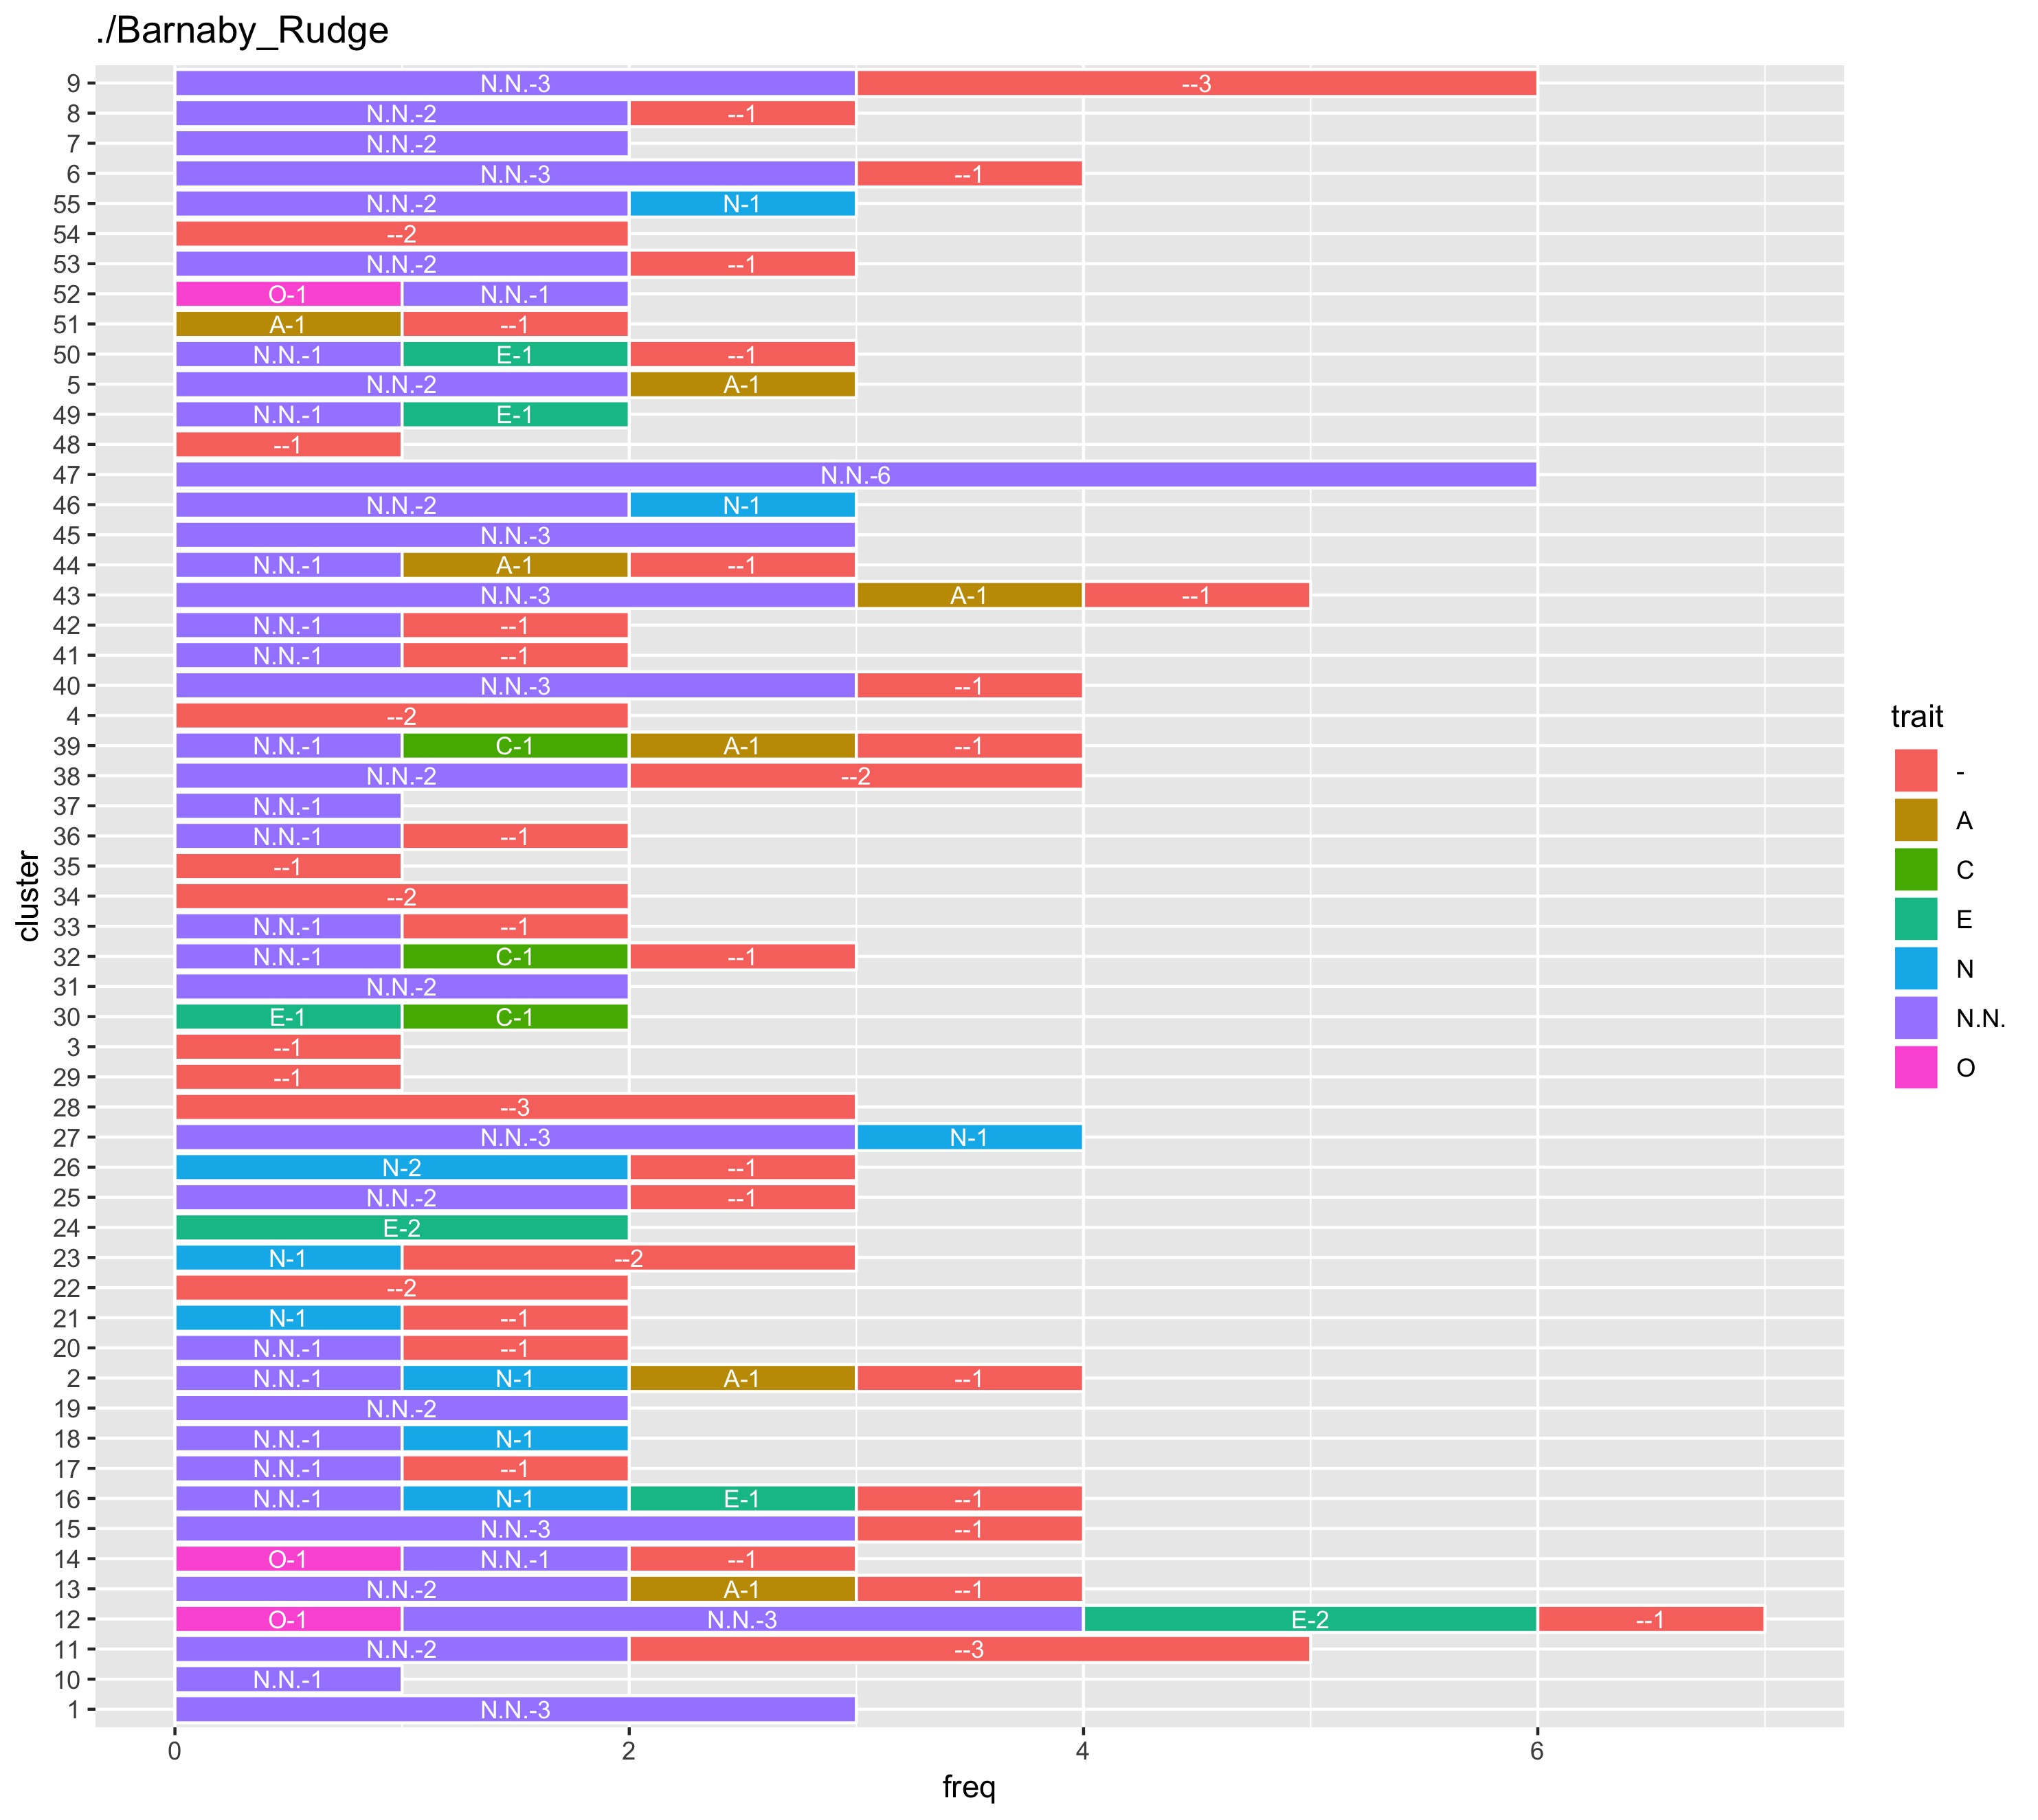 ./Barnaby_Rudge
9 N.N.-3 --3
8 N.N.-2 --1
7 N.N.-2
6 N.N.-3 --1
55 N.N.-2 N-1
54 --2
53 N.N.-2 --1
52 O-1 N.N.-1
51 A-1 --1
50 N.N.-1 E-1 --1
5 N.N.-2 A-1
49 N.N.-1 E-1
48 --1
47 N.N.-6
46 N.N.-2 N-1
45 N.N.-3
44 N.N.-1 A-1 --1
43 N.N.-3 A-1 --1
42 N.N.-1 --1
41 N.N.-1 --1
40 N.N.-3 --1
4 --2
39 N.N.-1 C-1 A-1 --1
38 N.N.-2 --2
37 N.N.-1
36 N.N.-1 --1
35 --1
34 --2
33 N.N.-1 --1
32 N.N.-1 C-1 --1
31 N.N.-2
30 E-1 C-1
3 --1
29 --1
28 --3
27 N.N.-3 N-1
26 N-2 --1
25 N.N.-2 --1
24 E-2
23 N-1 --2
22 --2
21 N-1 --1
20 N.N.-1 --1
2 N.N.-1 N-1 A-1 --1
19 N.N.-2
18 N.N.-1 N-1
17 N.N.-1 --1
16 N.N.-1 N-1 E-1 --1
15 N.N.-3 --1
14 O-1 N.N.-1 --1
13 N.N.-2 A-1 --1
12 O-1 N.N.-3 E-2 --1
11 N.N.-2 --3
10 N.N.-1
1 N.N.-3
0 2 4 6
freq
cluster
trait
-
A
C
E
N
N.N.
O